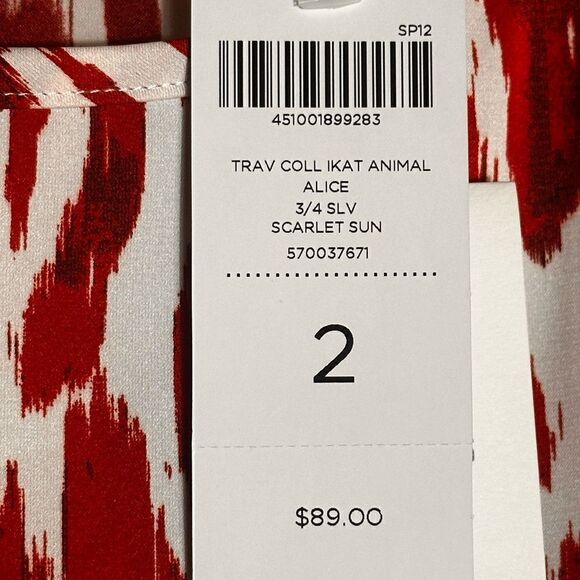 SP12
451001899283
TRAV COLL IKAT ANIMAL
ALICE
3/4 SLV
SCARLET SUN
570037671
2
$89.00